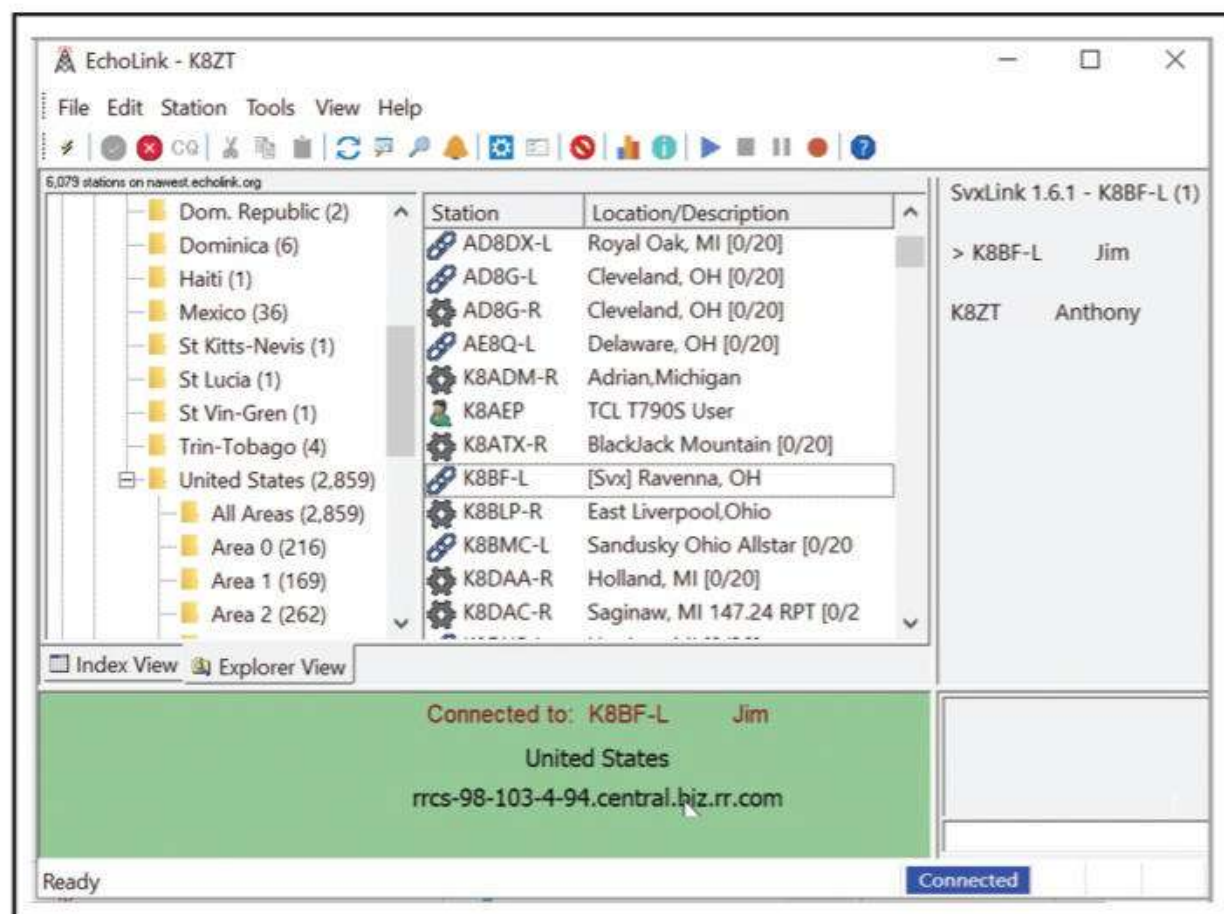 EchoLink - K8ZT
File Edit Station Tools View Help
CQ
6,079 stations on nawest.echolink.org
Dom. Republic (2)
Dominica (6)
Haiti (1)
Mexico (36)
St Kitts-Nevis (1)
St Lucia (1)
St Vin-Gren (1)
Trin-Tobago (4)
United States (2,859)
All Areas (2,859)
Area 0 (216)
Area 1 (169)
Area 2 (262)
Index View Explorer View
Station Location/Description
AD8DX-L Royal Oak, MI [0/20]
AD8G-L Cleveland, OH [0/20]
AD8G-R Cleveland, OH [0/20]
AE8Q-L Delaware, OH [0/20]
K8ADM-R Adrian,Michigan
K8AEP TCL T790S User
K8ATX-R BlackJack Mountain [0/20]
K8BF-L [Svx] Ravenna, OH
K8BLP-R East Liverpool,Ohio
K8BMC-L Sandusky Ohio Allstar [0/20
K8DAA-R Holland, MI [0/20]
K8DAC-R Saginaw, MI 147.24 RPT [0/2
SvxLink 1.6.1 - K8BF-L (1)
> K8BF-L Jim
K8ZT Anthony
Connected to: K8BF-L Jim
United States
rrcs-98-103-4-94.central.biz.rr.com
Ready
Connected